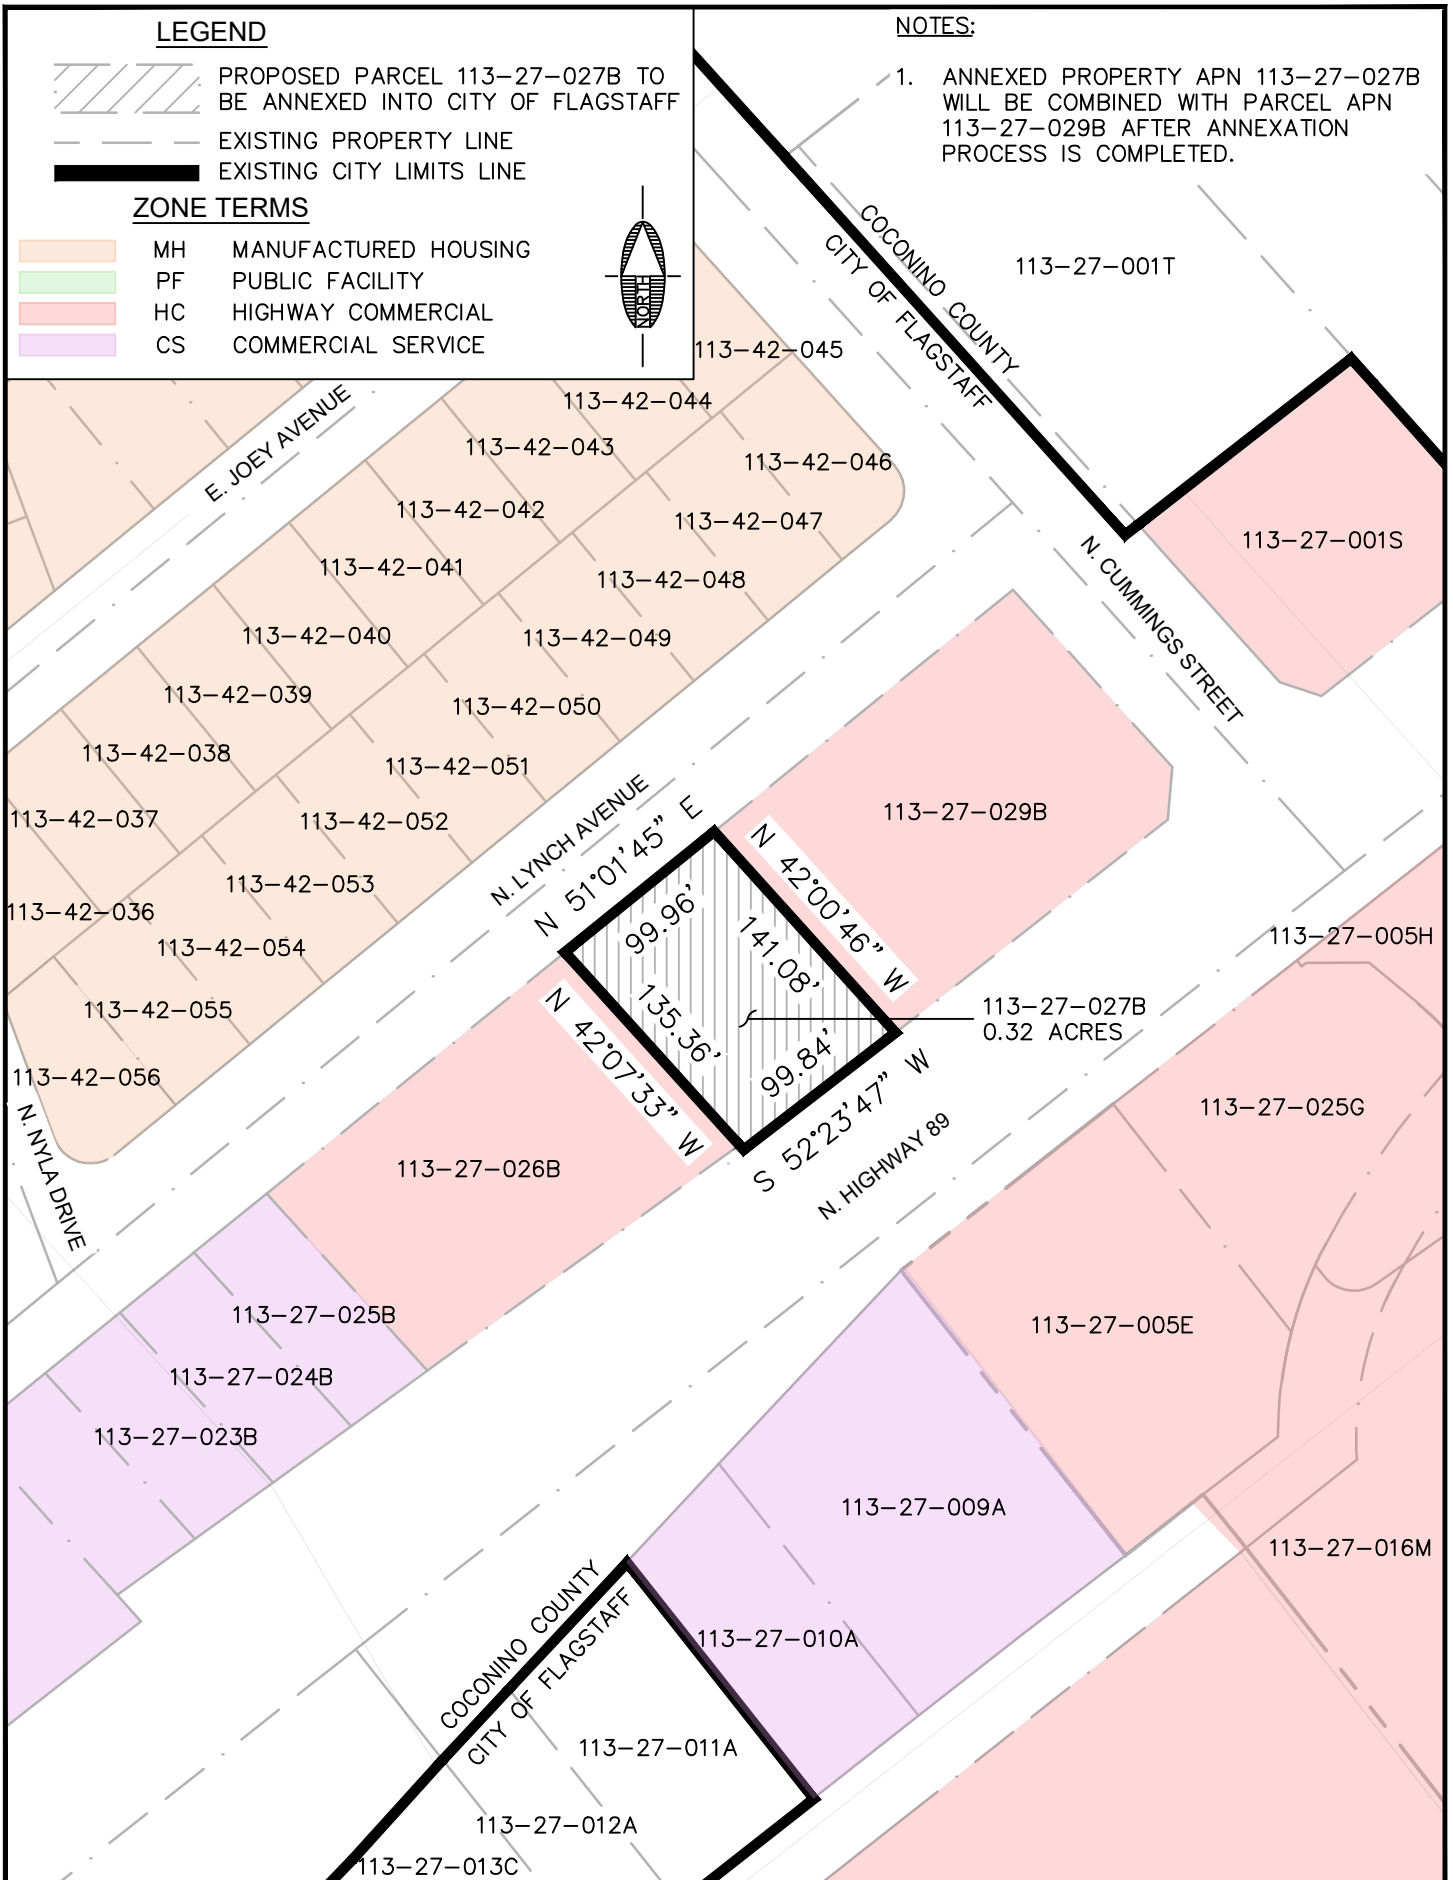 LEGEND
PROPOSED PARCEL 113-27-027B TO
BE ANNEXED INTO CITY OF FLAGSTAFF
EXISTING PROPERTY LINE
EXISTING CITY LIMITS LINE
ZONE TERMS
MH MANUFACTURED HOUSING
PF PUBLIC FACILITY
HC HIGHWAY COMMERCIAL
CS COMMERCIAL SERVICE
NORTH
NOTES:
1. ANNEXED PROPERTY APN 113-27-027B
WILL BE COMBINED WITH PARCEL APN
113-27-029B AFTER ANNEXATION
PROCESS IS COMPLETED.
COCONINO COUNTY
CITY OF FLAGSTAFF
113-27-001T
113-42-045
113-42-044
E. JOEY AVENUE
113-42-043
113-42-046
113-42-042
113-42-047
113-27-001S
113-42-041
113-42-048
N. CUMMINGS STREET
113-42-040
113-42-049
113-42-039
113-42-050
113-42-038
113-42-051
113-42-037
113-42-052
N. LYNCH AVENUE
113-27-029B
N 51°01'45" E
N 42°00'46" W
99.96'
141.08'
113-42-053
113-42-036
113-42-054
113-27-005H
113-42-055
135.36'
N 42°07'33" W
99.84'
S 52°23'47" W
113-27-027B
0.32 ACRES
113-42-056
N. NYLA DRIVE
113-27-025G
N. HIGHWAY 89
113-27-026B
113-27-025B
113-27-005E
113-27-024B
113-27-023B
113-27-009A
113-27-016M
COCONINO COUNTY
CITY OF FLAGSTAFF
113-27-010A
113-27-011A
113-27-012A
113-27-013C